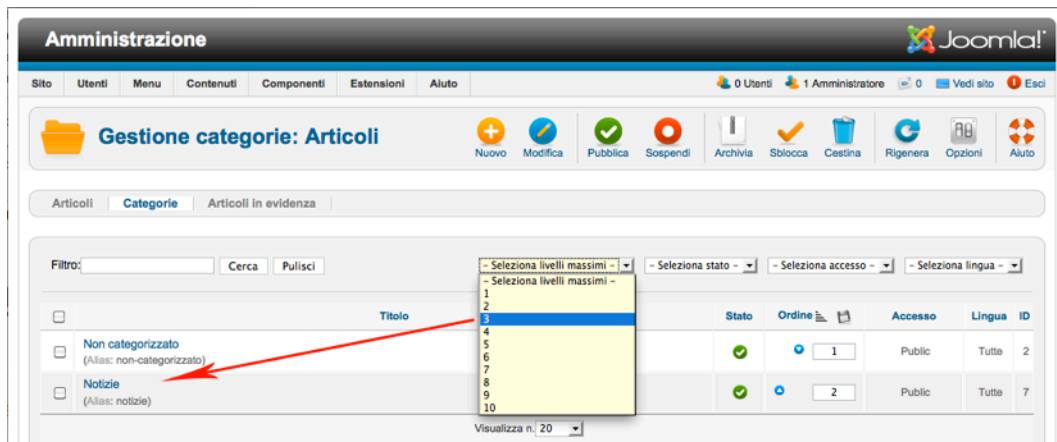 Amministrazione
Joomla!
Sito Utenti Menu Contenuti Componenti Estensioni Aiuto 0 Utenti 1 Amministratore 0 Vedi sito Esci
Gestione categorie: Articoli
Nuovo Modifica Pubblica Sospendi Archivia Sblocca Cestina Rigenera Opzioni Aiuto
Articoli Categorie Articoli in evidenza
Filtro: Cerca Pulisci - Seleziona livelli massimi - - Seleziona stato - - Seleziona accesso - - Seleziona lingua -
- Seleziona livelli massimi -
1
2
3
4
5
6
7
8
9
10
Titolo Stato Ordine Accesso Lingua ID
Non categorizzato 1 Public Tutte 2
(Alias: non-categorizzato)
Notizie 2 Public Tutte 7
(Alias: notizie)
Visualizza n. 20